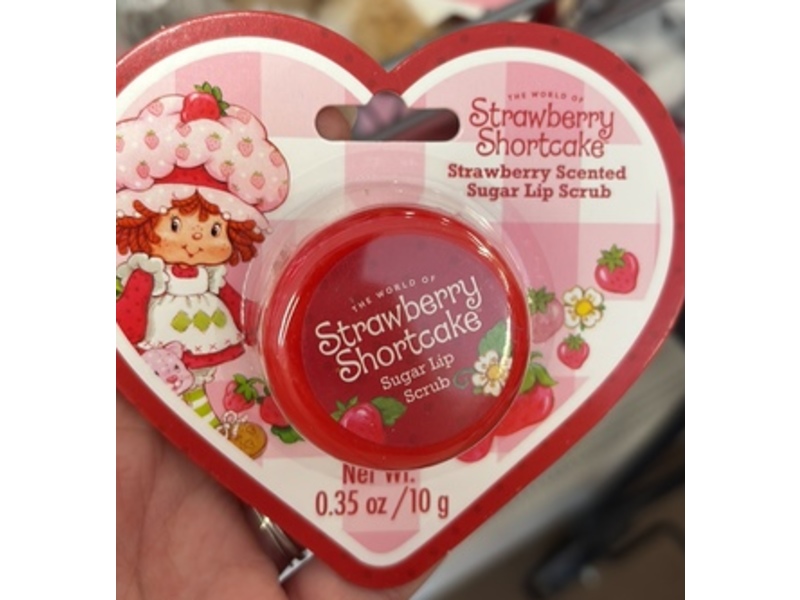 THE WORLD OF
Strawberry
Shortcake
Strawberry Scented
Sugar Lip Scrub
THE WORLD OF
Strawberry
Shortcake
Sugar Lip
Scrub
Net Wt.
0.35 oz /10 g